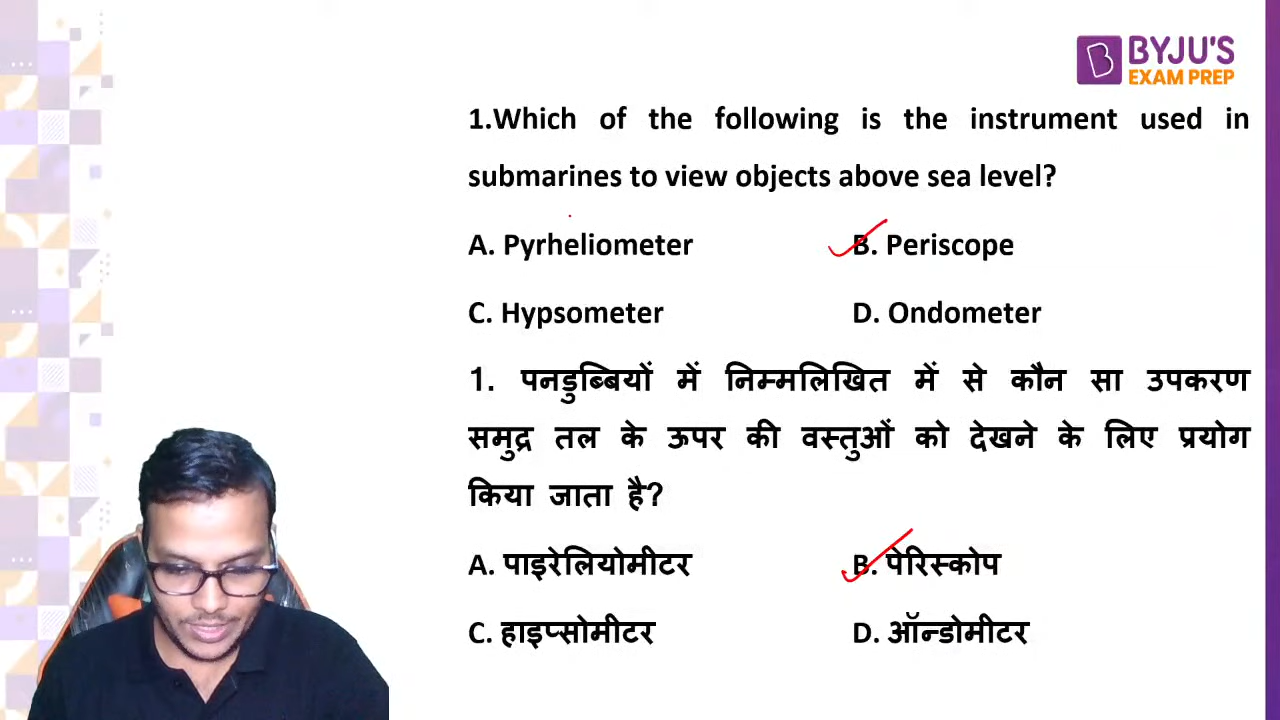 BYJU'S
EXAM PREP
1.Which of the following is the instrument used in
submarines to view objects above sea level?
A. Pyrheliometer B. Periscope
C. Hypsometer D. Ondometer
1. पनडुब्बियों में निम्मलिखित में से कौन सा उपकरण
समुद्र तल के ऊपर की वस्तुओं को देखने के लिए प्रयोग
किया जाता है?
A. पाइरेलियोमीटर B. पेरिस्कोप
C. हाइप्सोमीटर D. ऑन्डोमीटर